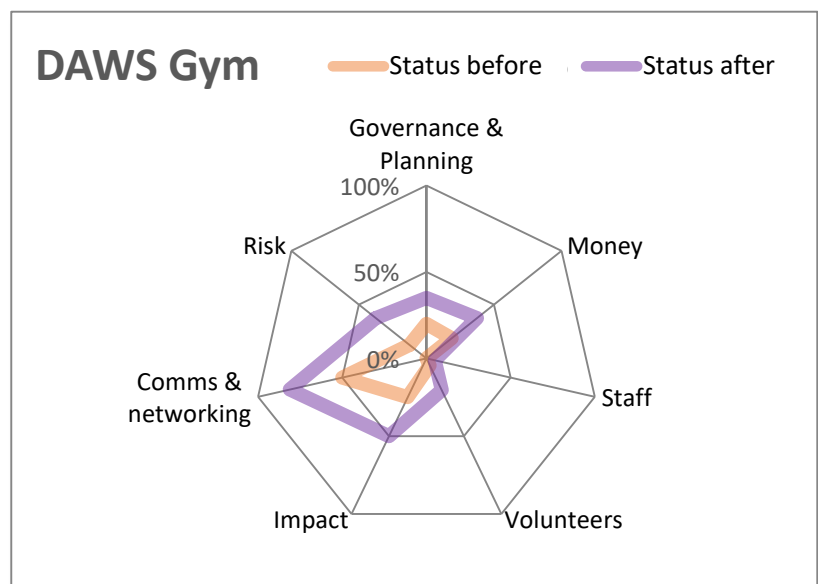 DAWS Gym
Status before
Status after
Governance &
Planning
100%
Risk
Money
50%
0%
Comms &
networking
Staff
Impact
Volunteers